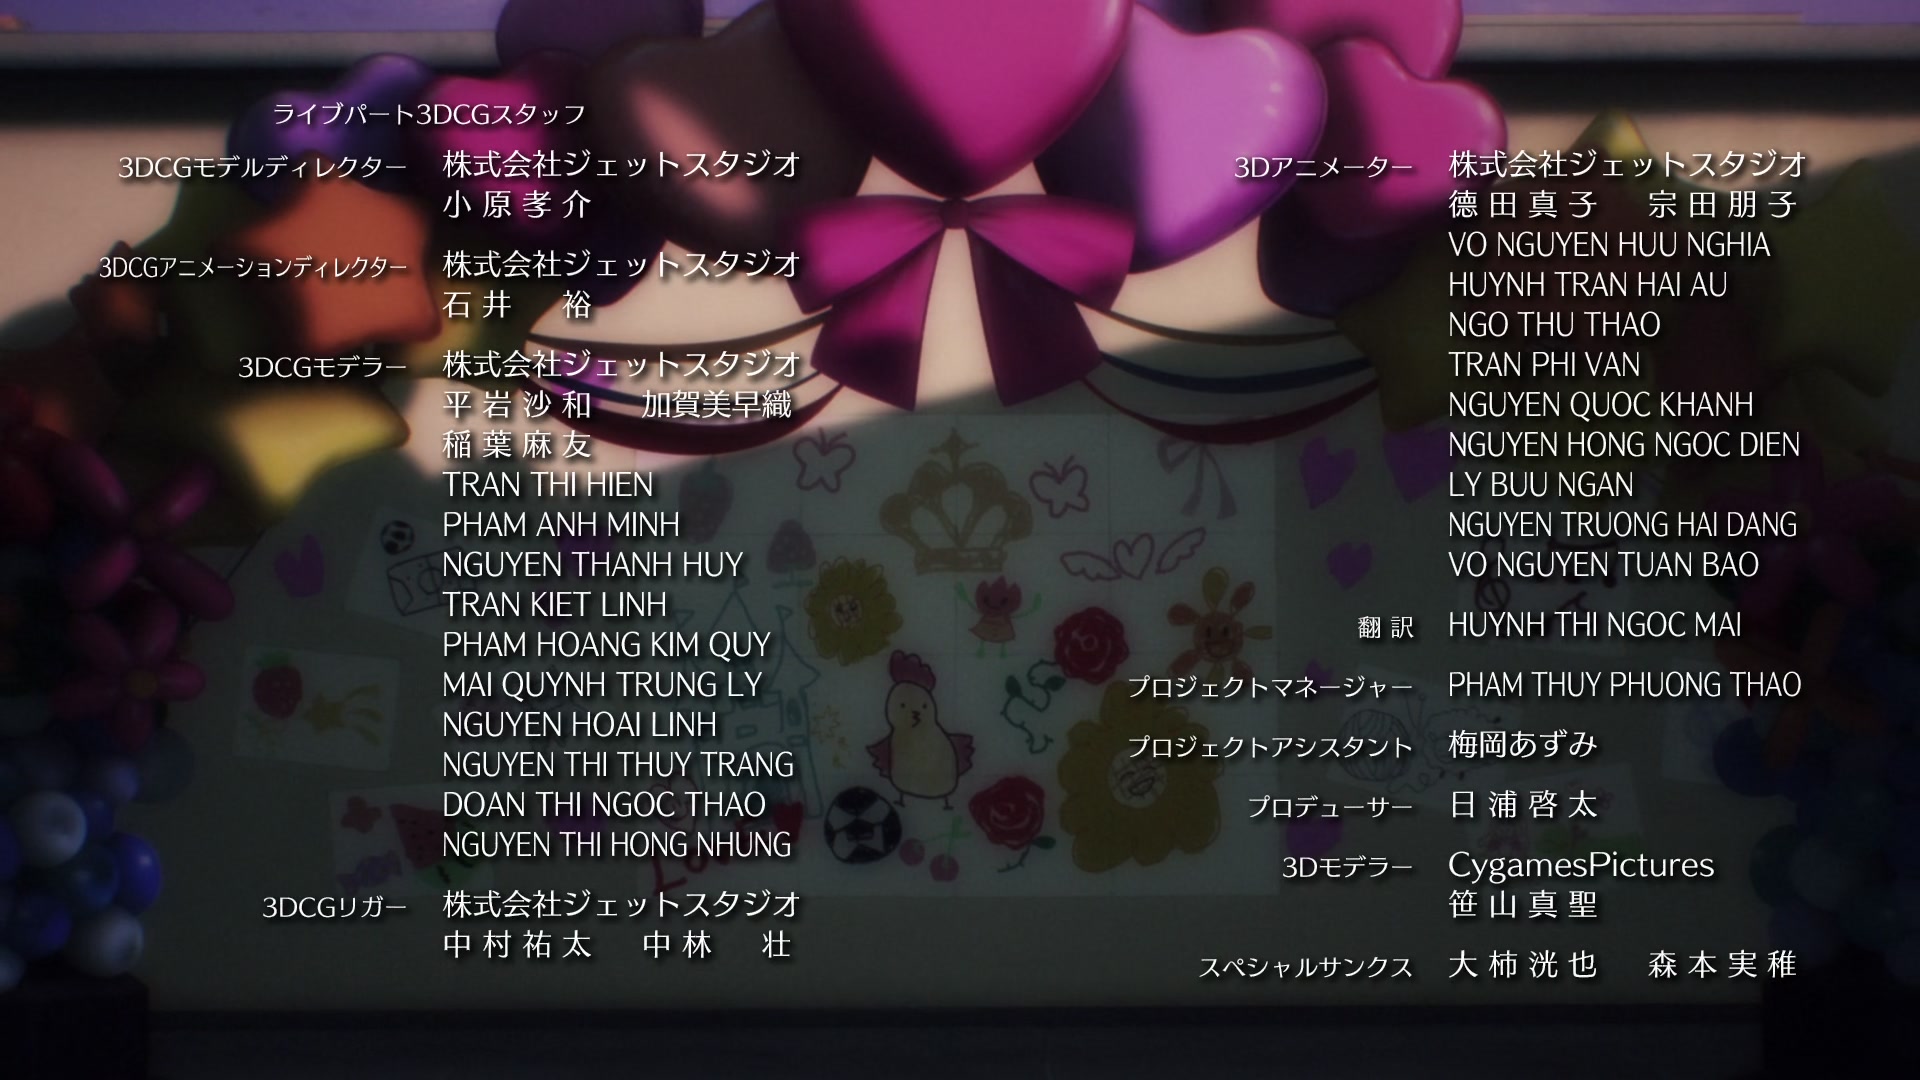 ライブパート3DCGスタッフ
3DCGモデルディレクター 株式会社ジェットスタジオ
小原孝介
3DCGアニメーションディレクター 株式会社ジェットスタジオ
石井 裕
3DCGモデラー 株式会社ジェットスタジオ
平岩沙和 加賀美早織
稲葉麻友
TRAN THI HIEN
PHAM ANH MINH
NGUYEN THANH HUY
TRAN KIET LINH
PHAM HOANG KIM QUY
MAI QUYNH TRUNG LY
NGUYEN HOAI LINH
NGUYEN THI THUY TRANG
DOAN THI NGOC THAO
NGUYEN THI HONG NHUNG
3DCGリガー 株式会社ジェットスタジオ
中村祐太 中林 壮
3Dアニメーター 株式会社ジェットスタジオ
德田真子 宗田朋子
VO NGUYEN HUU NGHIA
HUYNH TRAN HAI AU
NGO THU THAO
TRAN PHI VAN
NGUYEN QUOC KHANH
NGUYEN HONG NGOC DIEN
LY BUU NGAN
NGUYEN TRUONG HAI DANG
VO NGUYEN TUAN BAO
翻訳 HUYNH THI NGOC MAI
プロジェクトマネージャー PHAM THUY PHUONG THAO
プロジェクトアシスタント 梅岡あずみ
プロデューサー 日浦啓太
3Dモデラー CygamesPictures
笹山真聖
スペシャルサンクス 大柿洸也 森本実稚